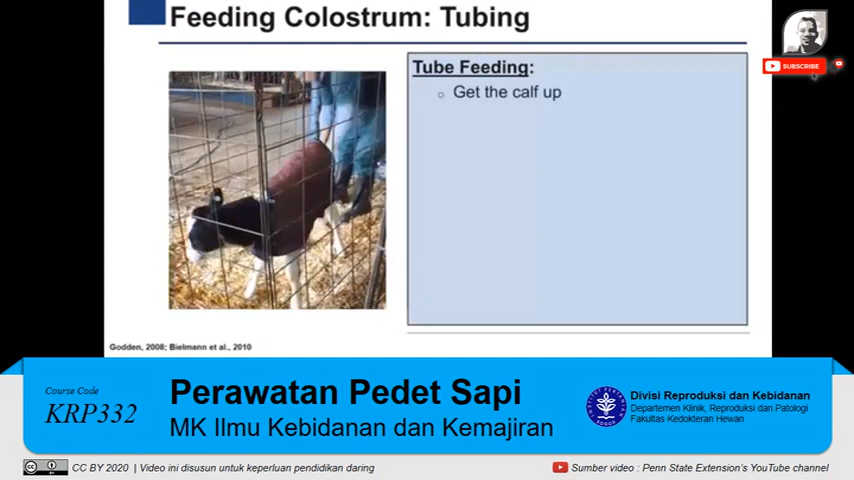 Feeding Colostrum: Tubing
SUBSCRIBE
Tube Feeding:
Get the calf up
Godden, 2008; Bielmann et al., 2010
Course Code
KRP332
Perawatan Pedet Sapi
MK Ilmu Kebidanan dan Kemajiran
Divisi Reproduksi dan Kebidanan
Departemen Klinik, Reproduksi dan Patologi
Fakultas Kedokteran Hewan
CC BY 2020 | Video ini disusun untuk keperluan pendidikan daring
Sumber video : Penn State Extension's YouTube channel